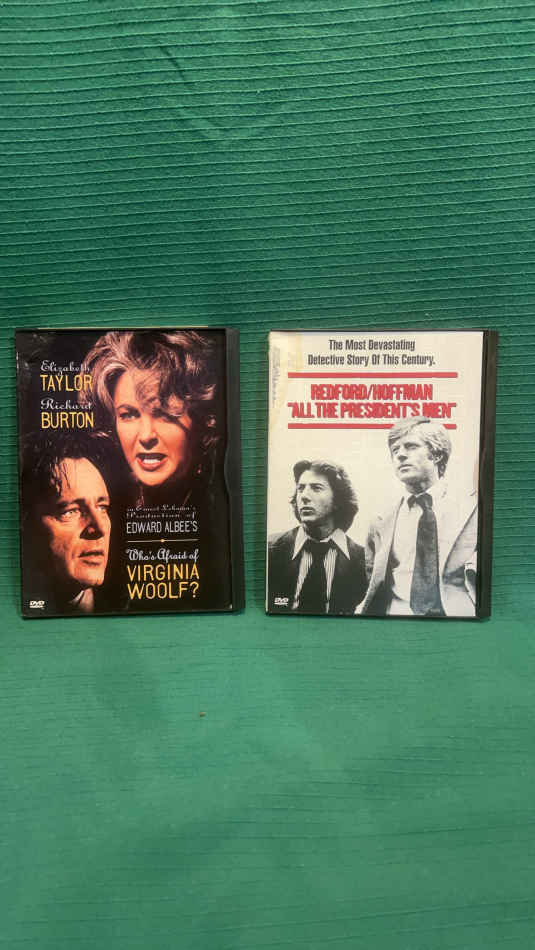 Elizabeth
TAYLOR
Richard
BURTON
in Ernest Lehman's
Production of
EDWARD ALBEE'S
Who's Afraid of
VIRGINIA
WOOLF?
DVD
The Most Devastating
Detective Story Of This Century.
REDFORD/HOFFMAN
"ALL THE PRESIDENT'S MEN"
DVD